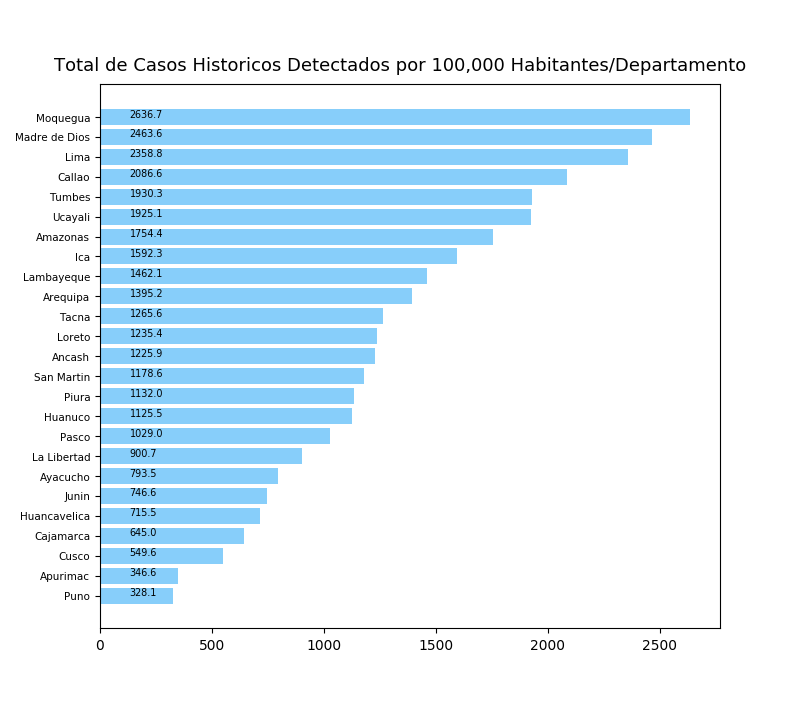 Total de Casos Historicos Detectados por 100,000 Habitantes/Departamento
Moquegua 2636.7
Madre de Dios 2463.6
Lima 2358.8
Callao 2086.6
Tumbes 1930.3
Ucayali 1925.1
Amazonas 1754.4
Ica 1592.3
Lambayeque 1462.1
Arequipa 1395.2
Tacna 1265.6
Loreto 1235.4
Ancash 1225.9
San Martin 1178.6
Piura 1132.0
Huanuco 1125.5
Pasco 1029.0
La Libertad 900.7
Ayacucho 793.5
Junin 746.6
Huancavelica 715.5
Cajamarca 645.0
Cusco 549.6
Apurimac 346.6
Puno 328.1
0 500 1000 1500 2000 2500